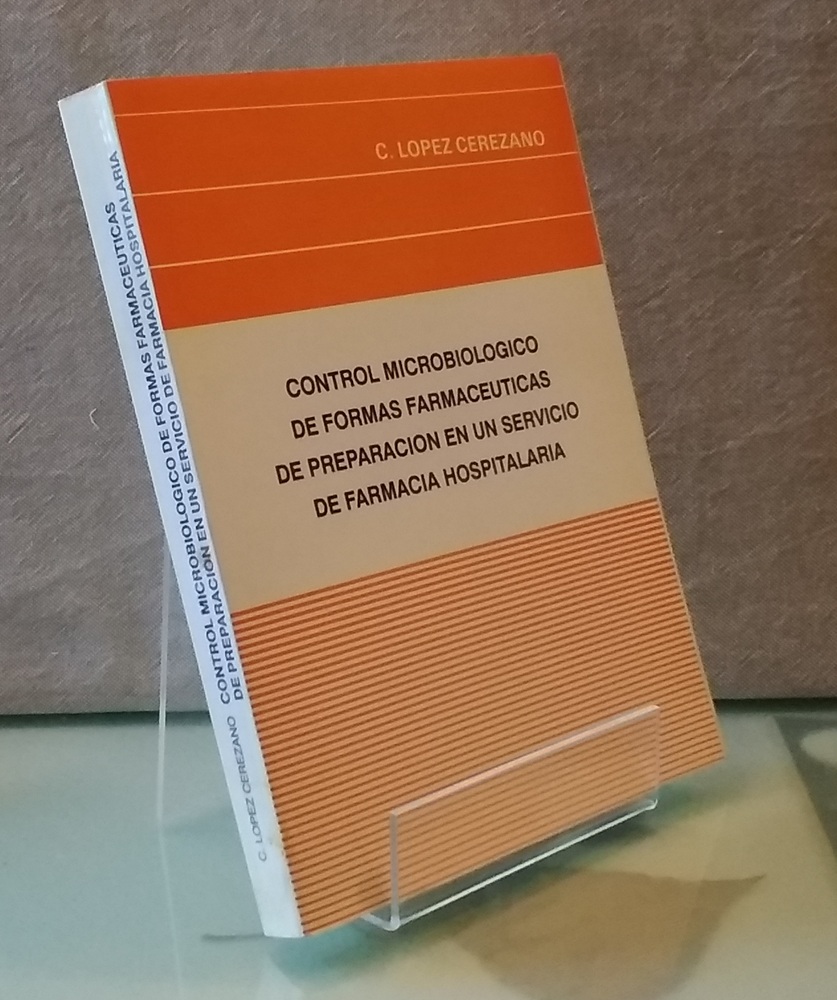 C. LOPEZ CEREZANO
CONTROL MICROBIOLOGICO
DE FORMAS FARMACEUTICAS
DE PREPARACION EN UN SERVICIO
DE FARMACIA HOSPITALARIA
C. LOPEZ CEREZANO
CONTROL MICROBIOLOGICO DE FORMAS FARMACEUTICAS
DE PREPARACION EN UN SERVICIO DE FARMACIA HOSPITALARIA